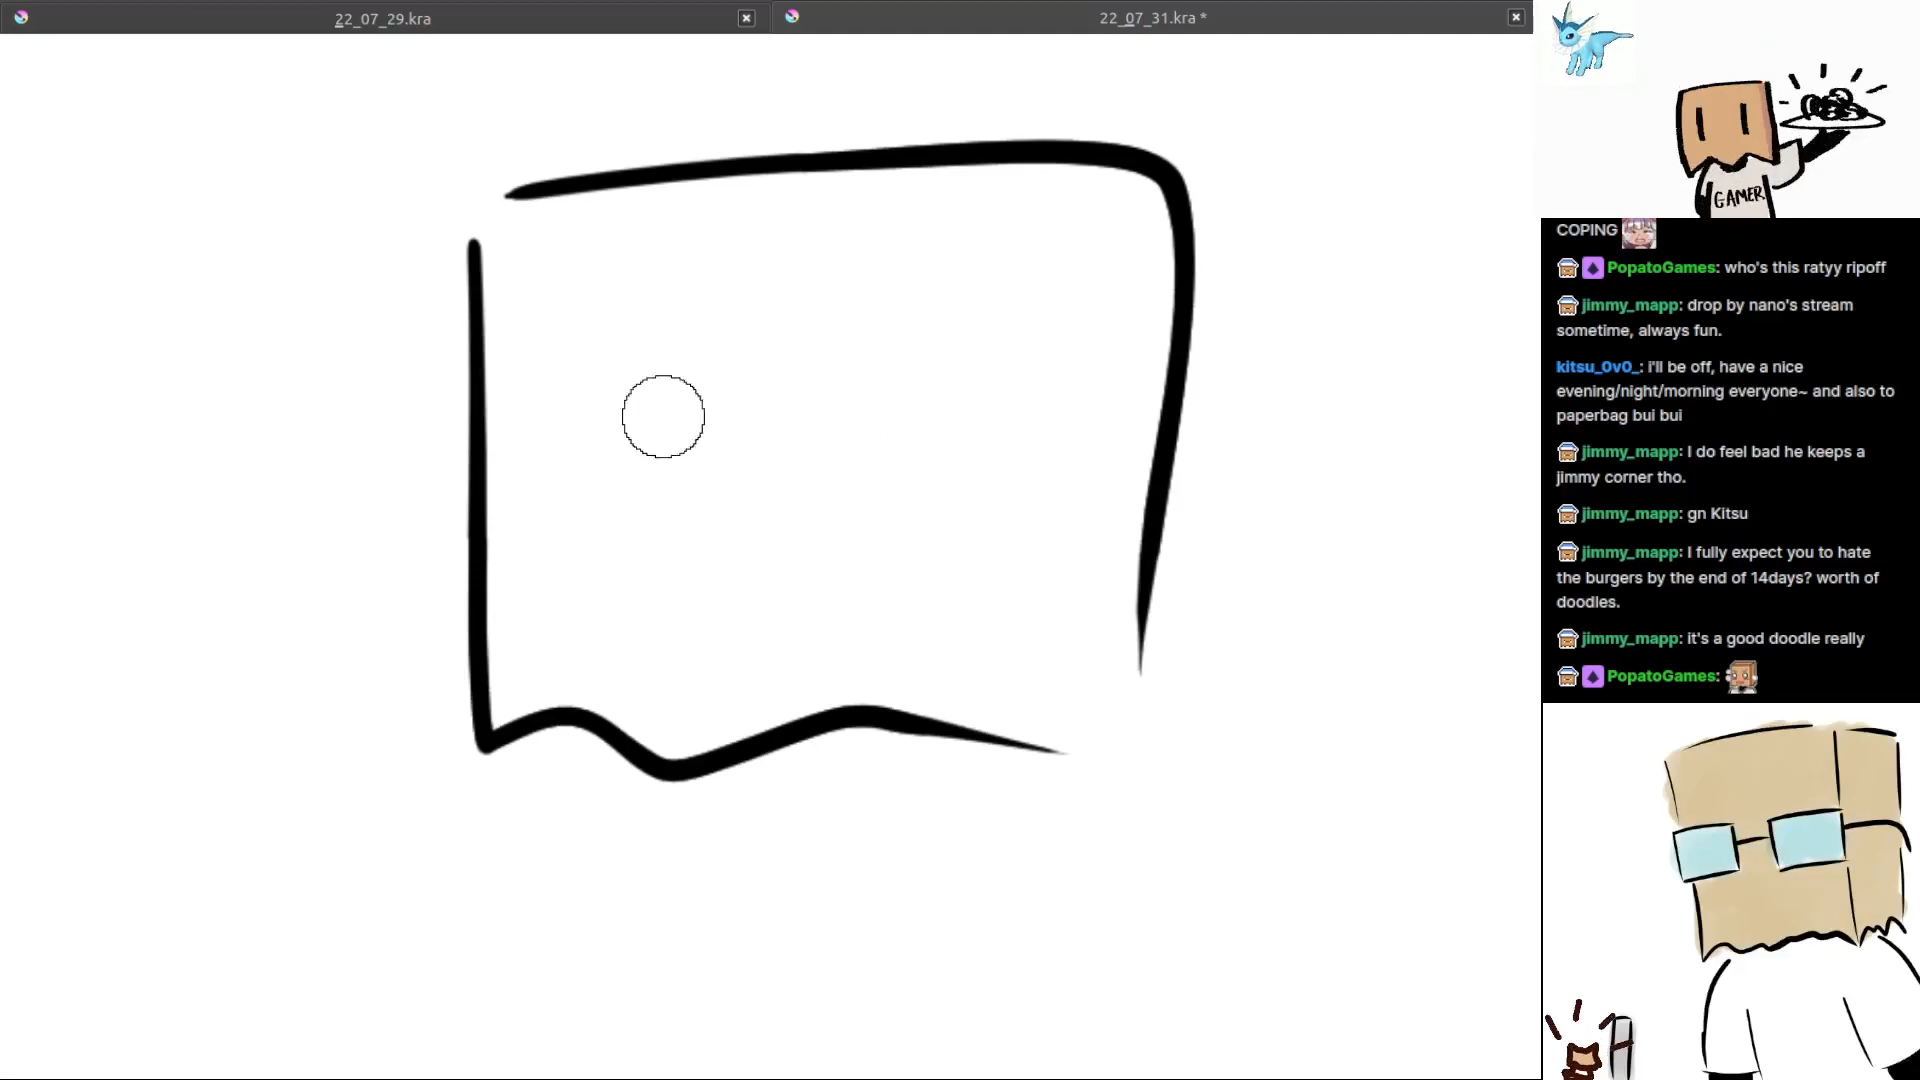 22_07_29.kra
22_07_31.kra *
GAMER
COPING
PopatoGames: who's this ratyy ripoff
jimmy_mapp: drop by nano's stream
sometime, always fun.
kitsu_0v0_: i'll be off, have a nice
evening/night/morning everyone~ and also to
paperbag bui bui
jimmy_mapp: I do feel bad he keeps a
jimmy corner tho.
jimmy_mapp: gn Kitsu
jimmy_mapp: I fully expect you to hate
the burgers by the end of 14days? worth of
doodles.
jimmy_mapp: it's a good doodle really
PopatoGames: